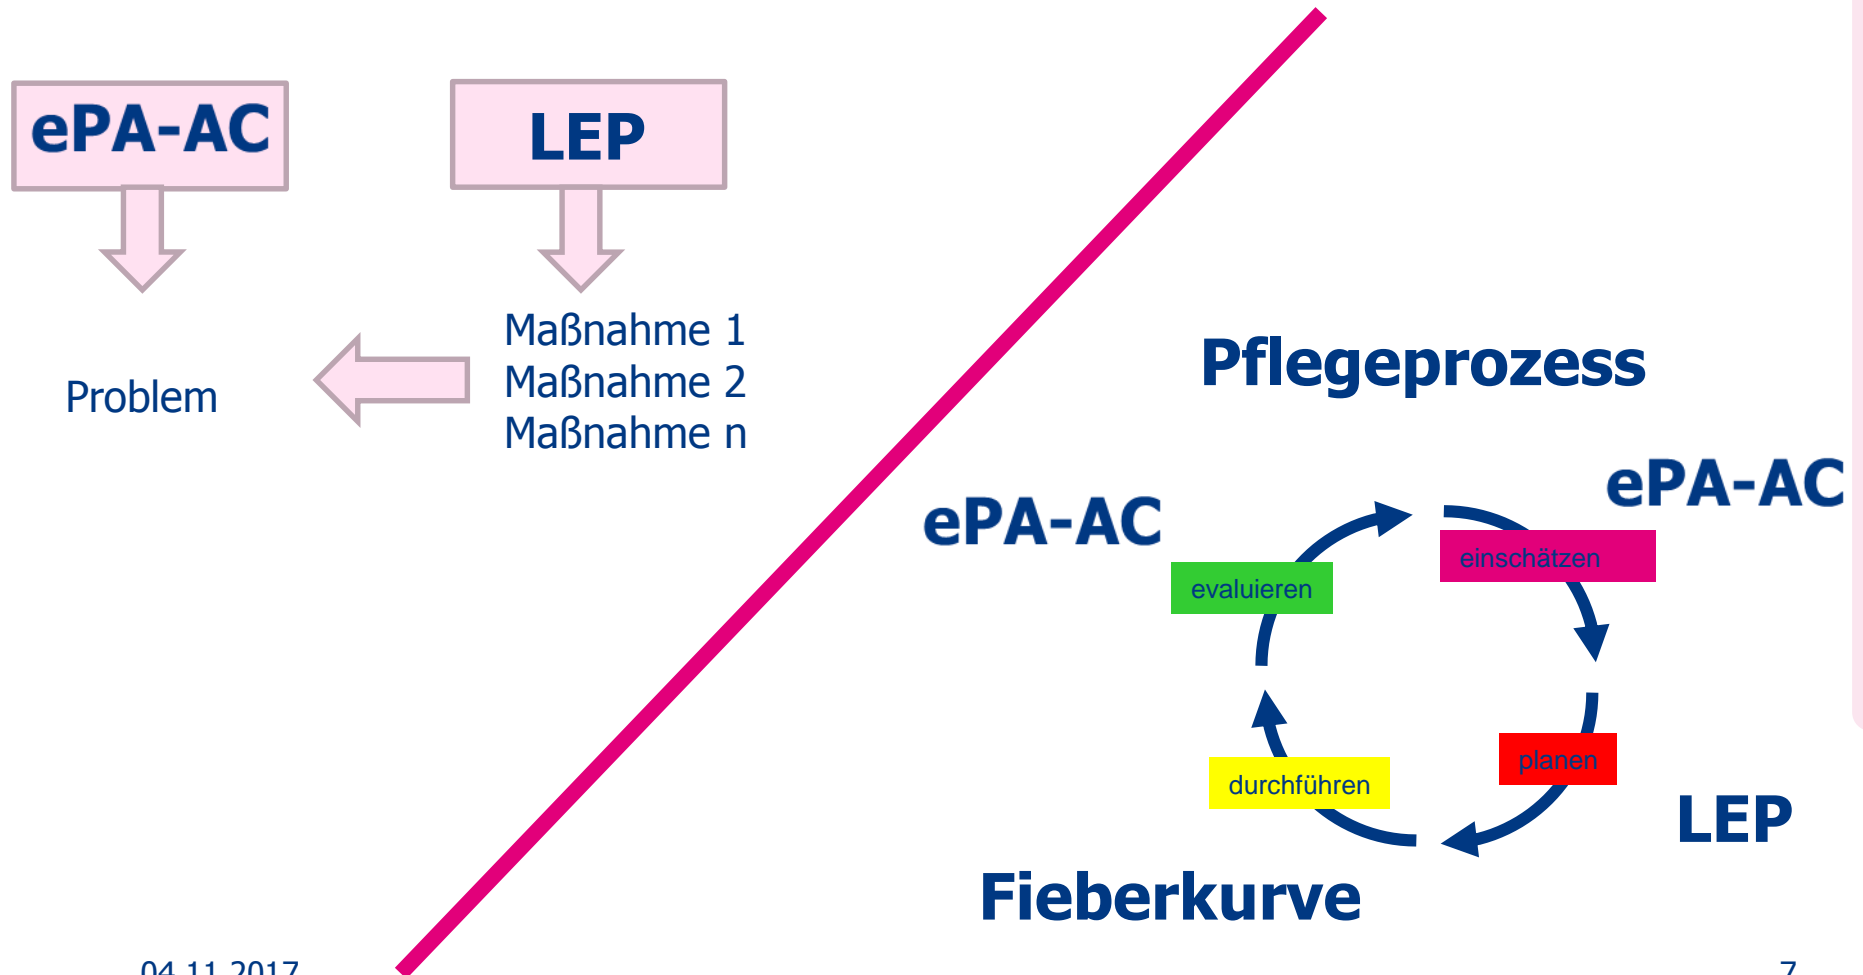 ePA-AC
LEP
Maßnahme 1
Maßnahme 2
Maßnahme n
Problem
Pflegeprozess
ePA-AC
ePA-AC
einschätzen
evaluieren
planen
durchführen
LEP
Fieberkurve
04.11.2017
7